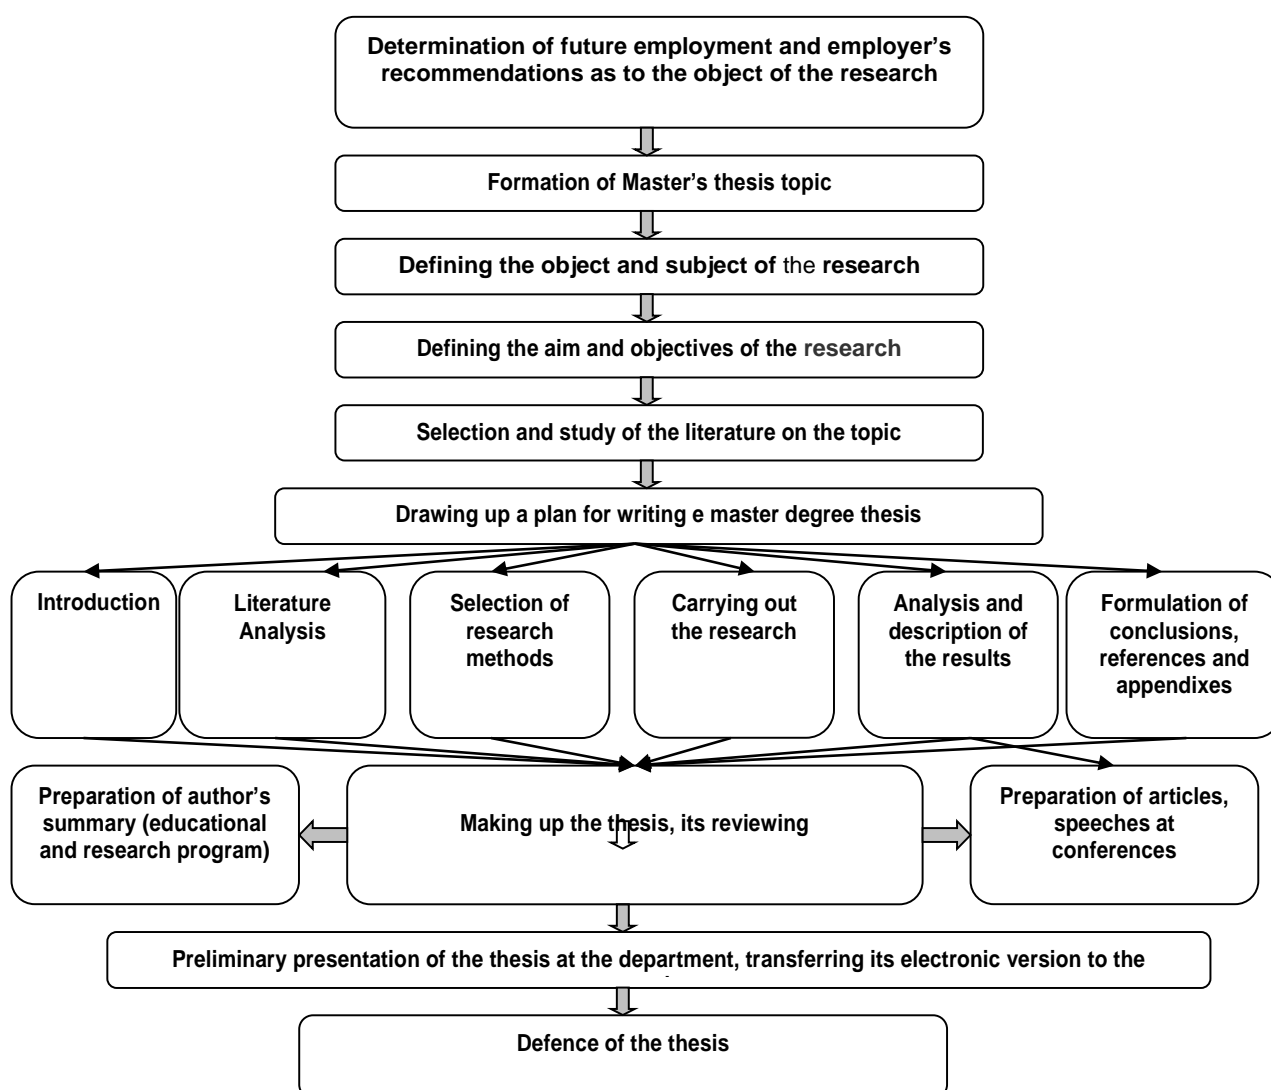 Determination of future employment and employer’s
recommendations as to the object of the research
Formation of Master’s thesis topic
Defining the object and subject of the research
Defining the aim and objectives of the research
Selection and study of the literature on the topic
Drawing up a plan for writing e master degree thesis
Introduction
Literature
Analysis
Selection of
research
methods
Carrying out
the research
Analysis and
description of
the results
Formulation of
conclusions,
references and
appendixes
Preparation of author’s
summary (educational
and research program)
Making up the thesis, its reviewing
Preparation of articles,
speeches at
conferences
Preliminary presentation of the thesis at the department, transferring its electronic version to the
Defence of the thesis